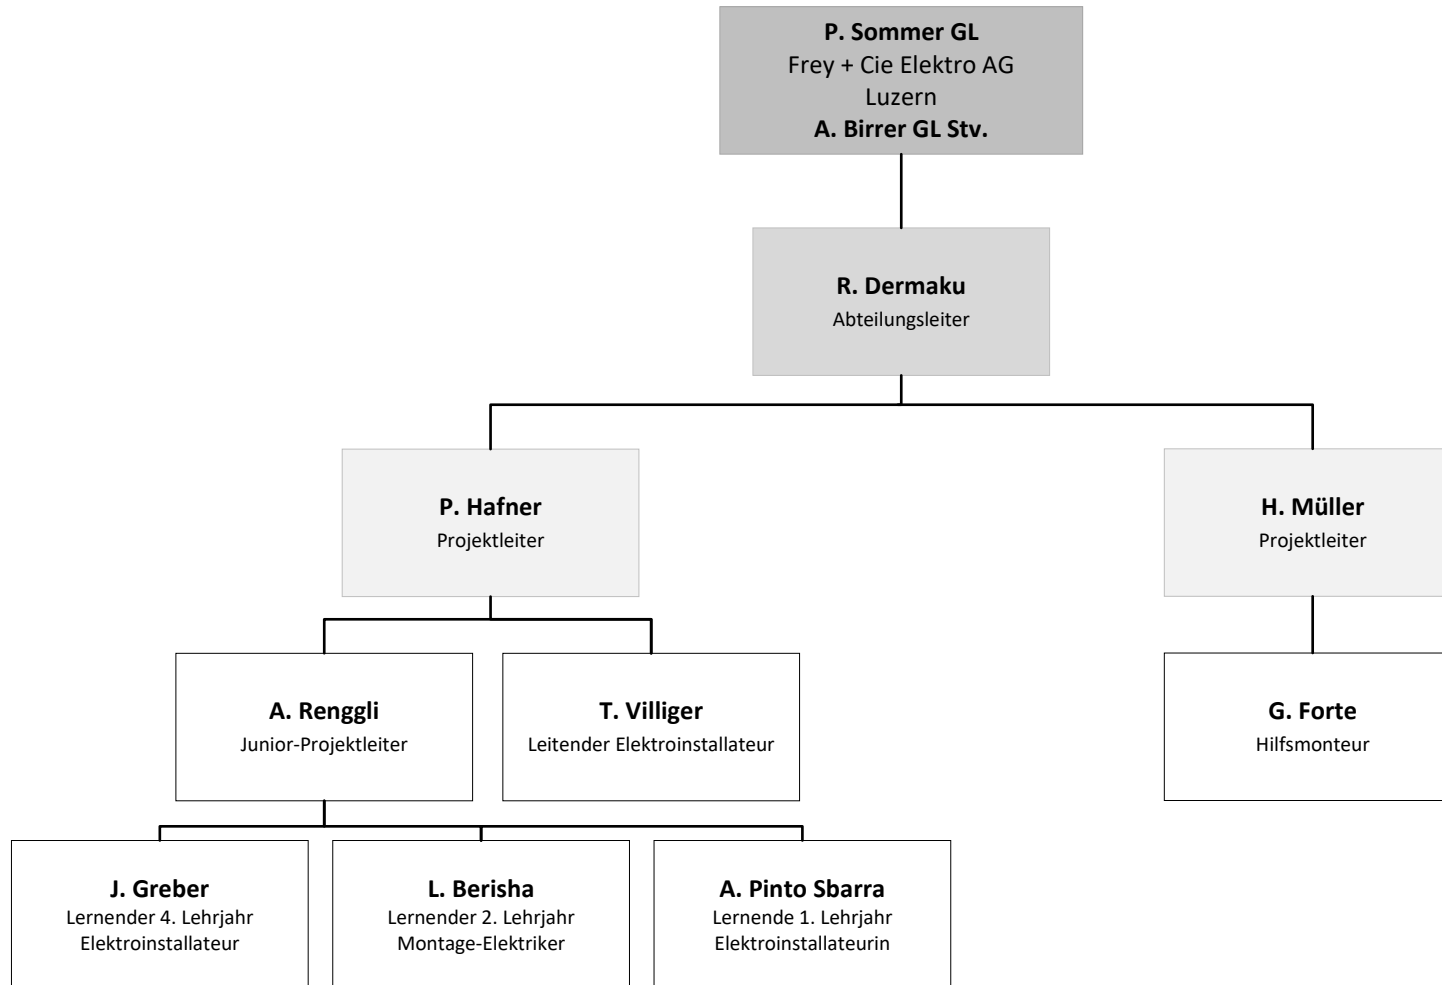 P. Sommer GL
Frey + Cie Elektro AG
Luzern
A. Birrer GL Stv.
R. Dermaku
Abteilungsleiter
P. Hafner
Projektleiter
H. Müller
Projektleiter
A. Renggli
Junior-Projektleiter
T. Villiger
Leitender Elektroinstallateur
G. Forte
Hilfsmonteur
J. Greber
Lernender 4. Lehrjahr
Elektroinstallateur
L. Berisha
Lernender 2. Lehrjahr
Montage-Elektriker
A. Pinto Sbarra
Lernende 1. Lehrjahr
Elektroinstallateurin